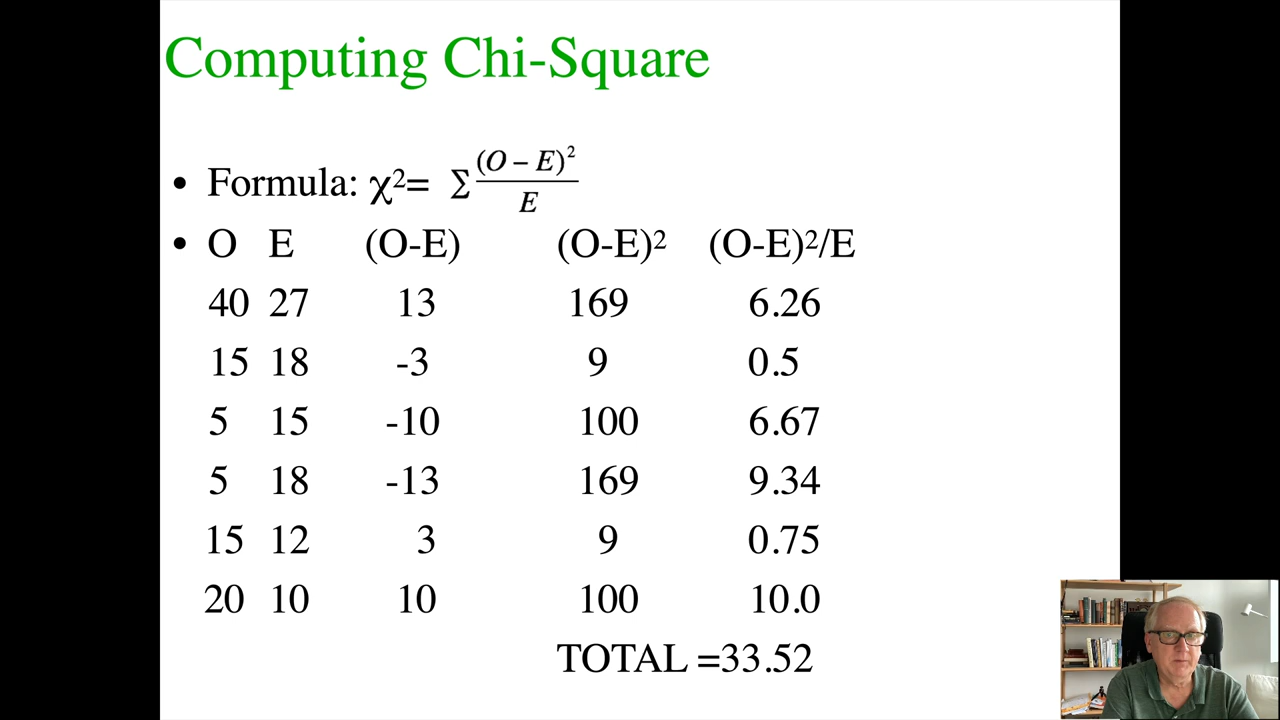 Computing Chi-Square
• Formula: χ²= ∑(O – E)²/E
• O E (O-E) (O-E)² (O-E)²/E
40 27 13 169 6.26
15 18 -3 9 0.5
5 15 -10 100 6.67
5 18 -13 169 9.34
15 12 3 9 0.75
20 10 10 100 10.0
TOTAL =33.52